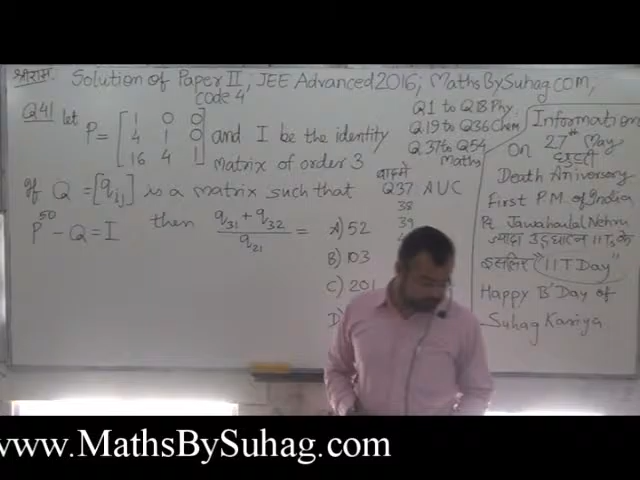 श्रीराम Solution of Paper II, JEE Advanced 2016, MathsBySuhag.com,
Code 4
Q41 let P = [ 1 0 0
4 1 0
16 4 1 ] and I be the identity
matrix of order 3
If Q = [qij] is a matrix such that
P^50 - Q = I then (q31 + q32) / q21 =
A) 52
B) 103
C) 201
D)
Q1 to Q18 Phy
Q19 to Q36 Chem
Q37 to Q54
Maths
Q37 AUC
38
39
Information
On 27th May
Death Aniversory
First P.M. of India
Pt. Jawaharlal Nehru
इसलिए "IIT Day"
Happy B'Day of
Suhag Kariya
www.MathsBySuhag.com